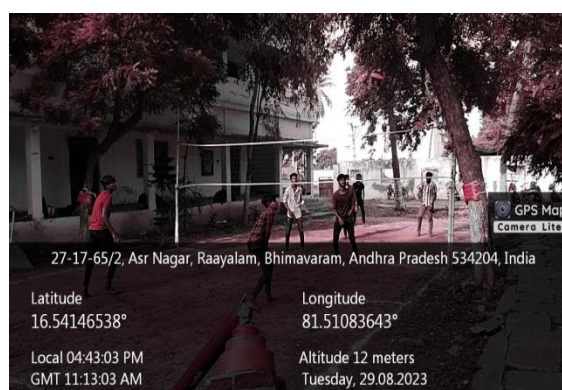 GPS Map
Camera Lite
27-17-65/2, Asr Nagar, Raayalam, Bhimavaram, Andhra Pradesh 534204, India
Latitude
16.54146538°
Longitude
81.51083643°
Local 04:43:03 PM
GMT 11:13:03 AM
Altitude 12 meters
Tuesday, 29.08.2023